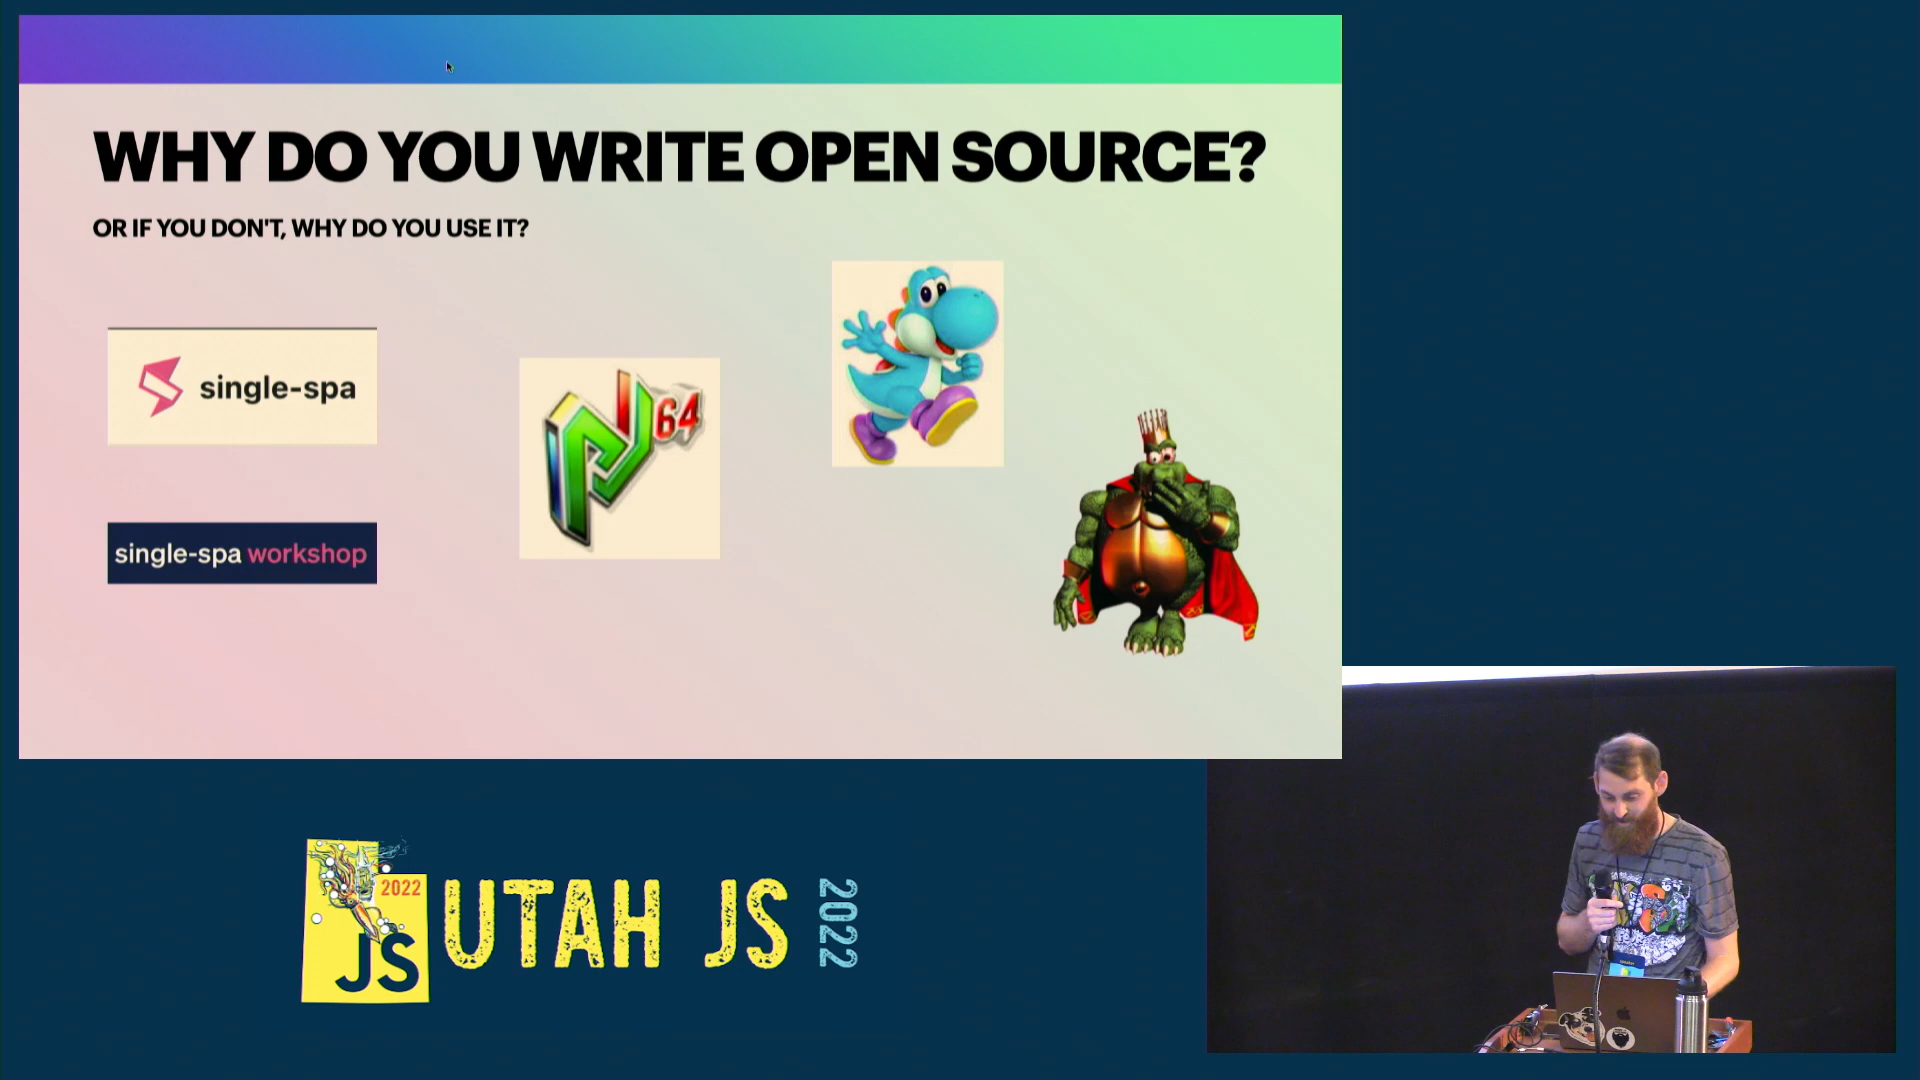 WHY DO YOU WRITE OPEN SOURCE?
OR IF YOU DON'T, WHY DO YOU USE IT?
single-spa
64
single-spa workshop
2022
JS
UTAH JS 2022